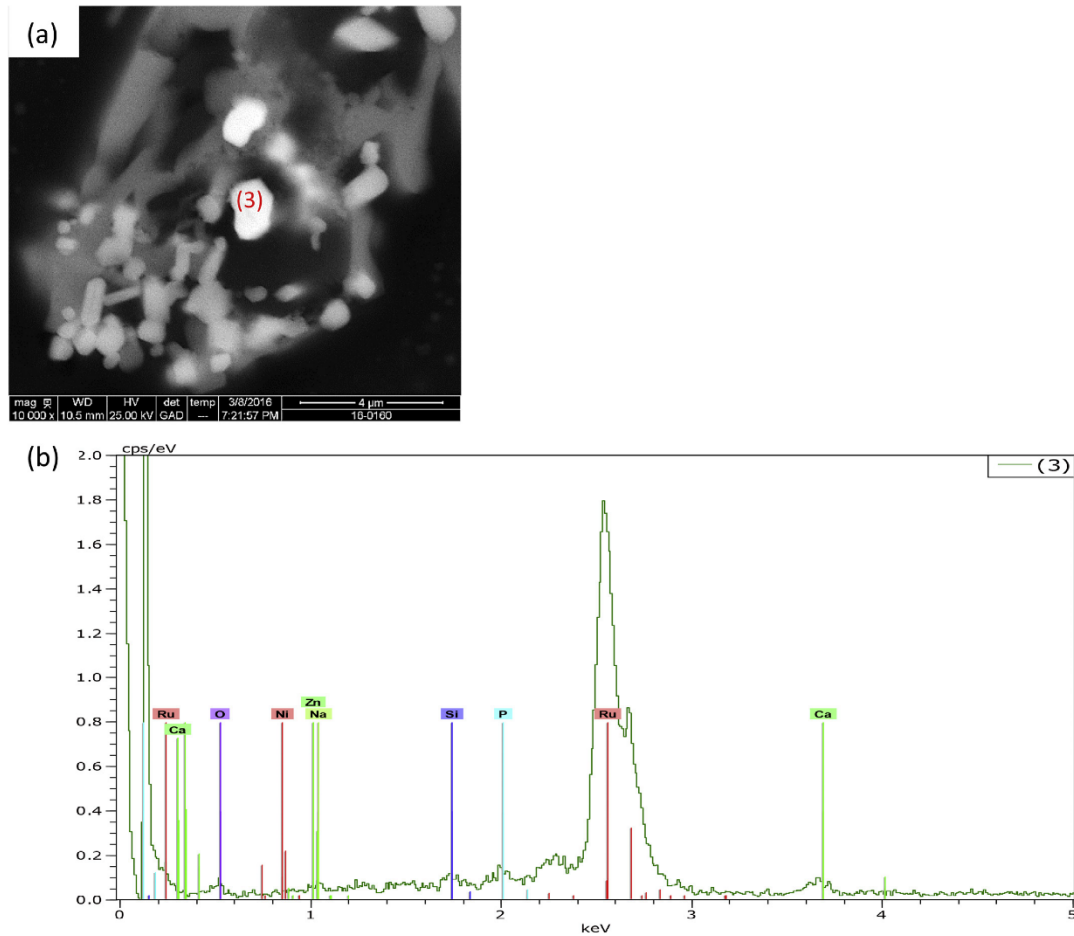 (a)
(3)
mag WD HV det temp 3/8/2016 4 µm
10 000 x 10.5 mm 25.00 kV GAD --- 7:21:57 PM 16-0160
(b)
cps/eV
(3)
2.0
1.8
1.6
1.4
1.2
1.0
0.8
0.6
0.4
0.2
0.0
Ru
Ca
O
Ni
Zn
Na
Si
P
Ru
Ca
0 1 2 3 4 5
keV